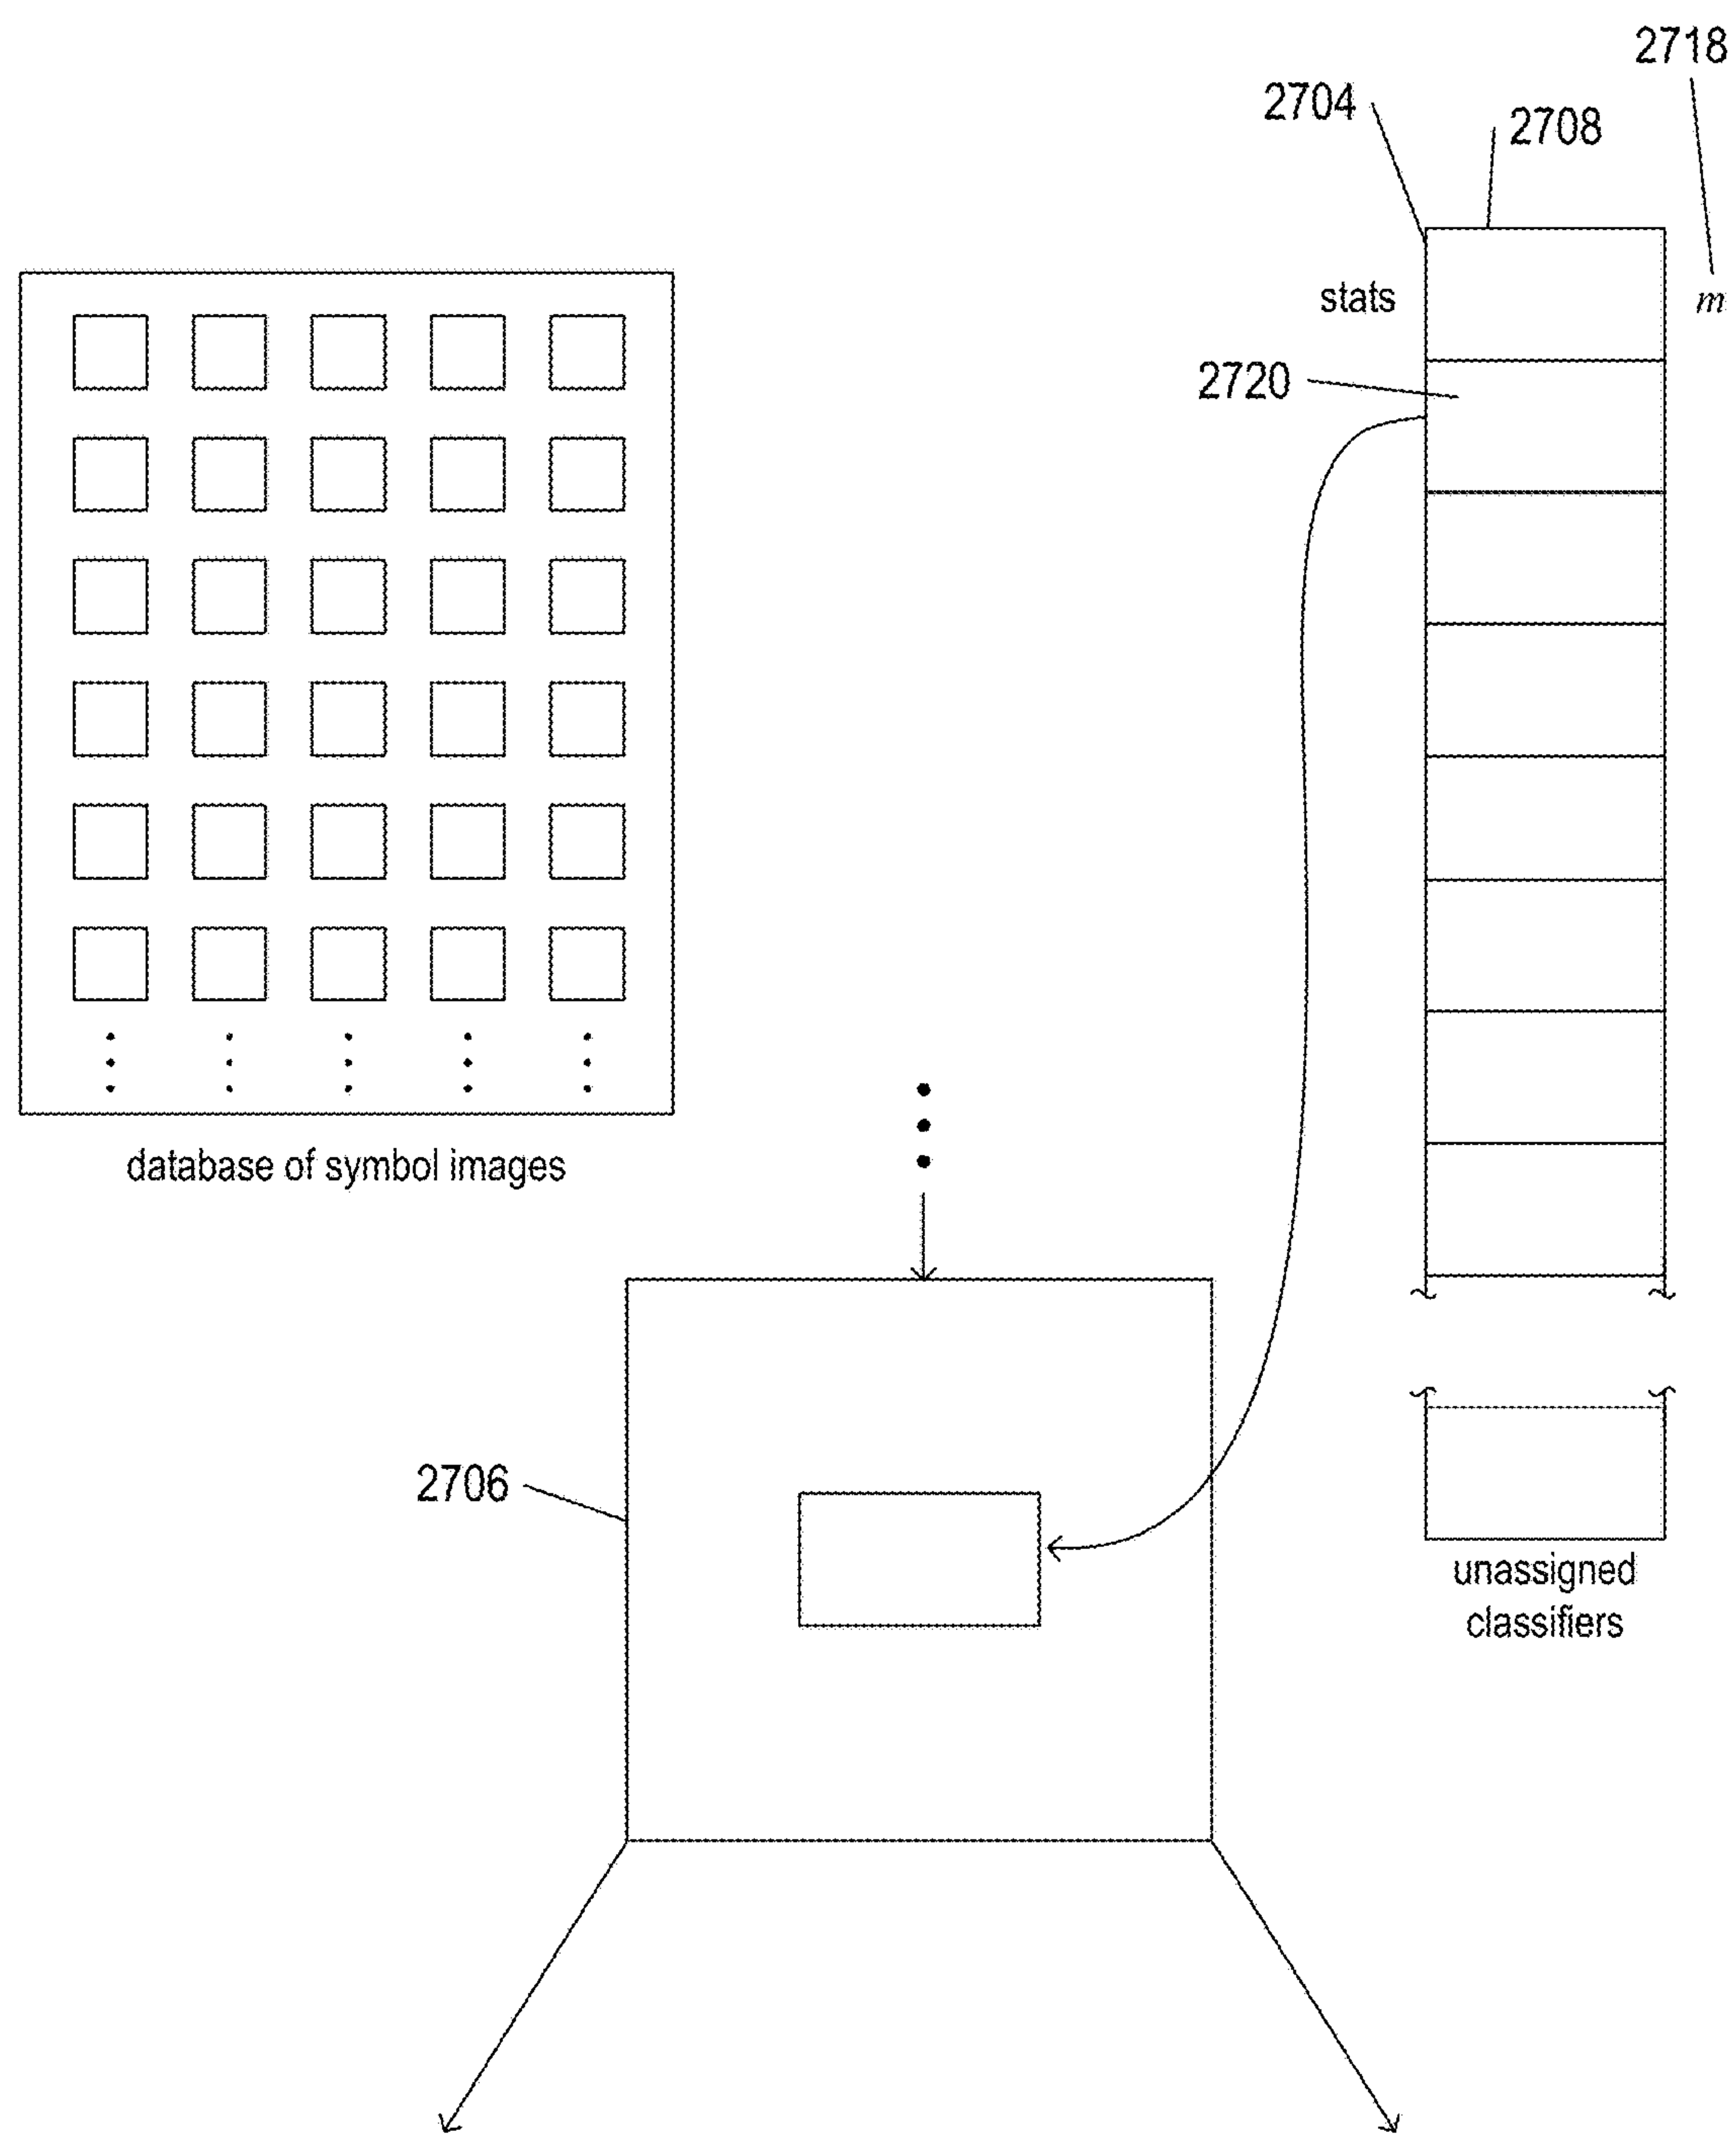 2718
2704
2708
stats
m
2720
database of symbol images
2706
unassigned
classifiers